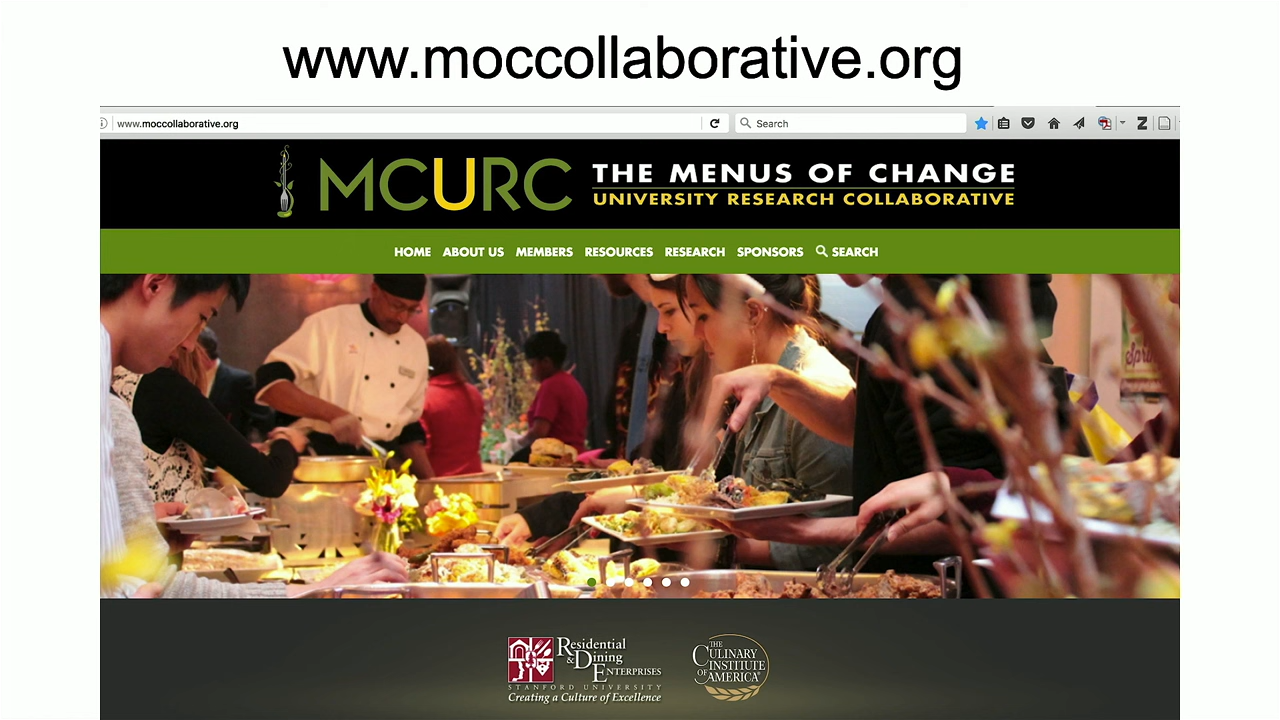 www.moccollaborative.org
www.moccollaborative.org
Search
Z
MCURC
THE MENUS OF CHANGE
UNIVERSITY RESEARCH COLLABORATIVE
HOME ABOUT US MEMBERS RESOURCES RESEARCH SPONSORS SEARCH
Residential
& Dining
Enterprises
STANFORD UNIVERSITY
Creating a Culture of Excellence
THE
CULINARY
INSTITUTE
OF AMERICA®